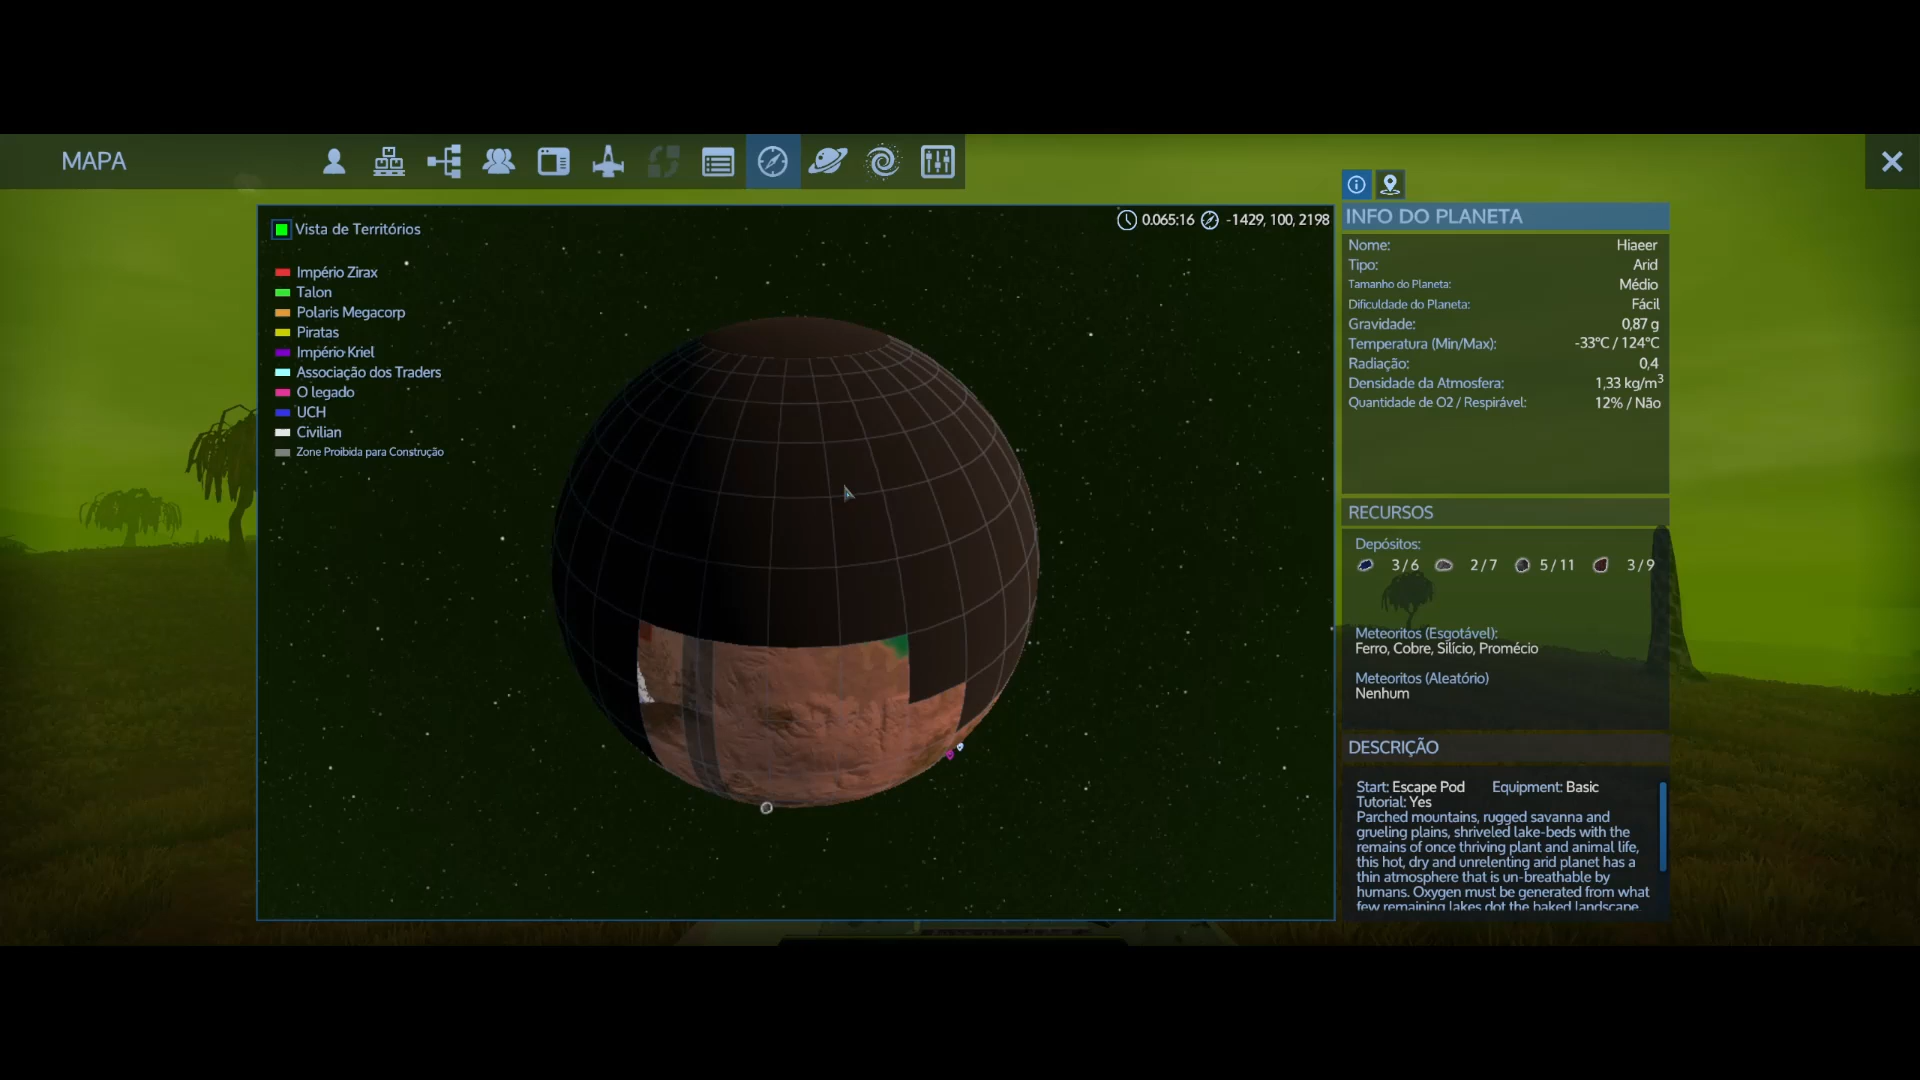 MAPA
Vista de Territórios
0.065:16 -1429, 100, 2198
Império Zirax
Talon
Polaris Megacorp
Piratas
Império Kriel
Associação dos Traders
O legado
UCH
Civilian
Zone Proibida para Construção
INFO DO PLANETA
Nome: Hiaeer
Tipo: Arid
Tamanho do Planeta: Médio
Dificuldade do Planeta: Fácil
Gravidade: 0,87 g
Temperatura (Min/Max): -33°C / 124°C
Radiação: 0,4
Densidade da Atmosfera: 1,33 kg/m³
Quantidade de O2 / Respirável: 12% / Não
RECURSOS
Depósitos:
3/6 2/7 5/11 3/9
Meteoritos (Esgotável):
Ferro, Cobre, Silício, Promécio
Meteoritos (Aleatório)
Nenhum
DESCRIÇÃO
Start: Escape Pod Equipment: Basic
Tutorial: Yes
Parched mountains, rugged savanna and
grueling plains, shriveled lake-beds with the
remains of once thriving plant and animal life,
this hot, dry and unrelenting arid planet has a
thin atmosphere that is un-breathable by
humans. Oxygen must be generated from what
few remaining lakes dot the baked landscape.